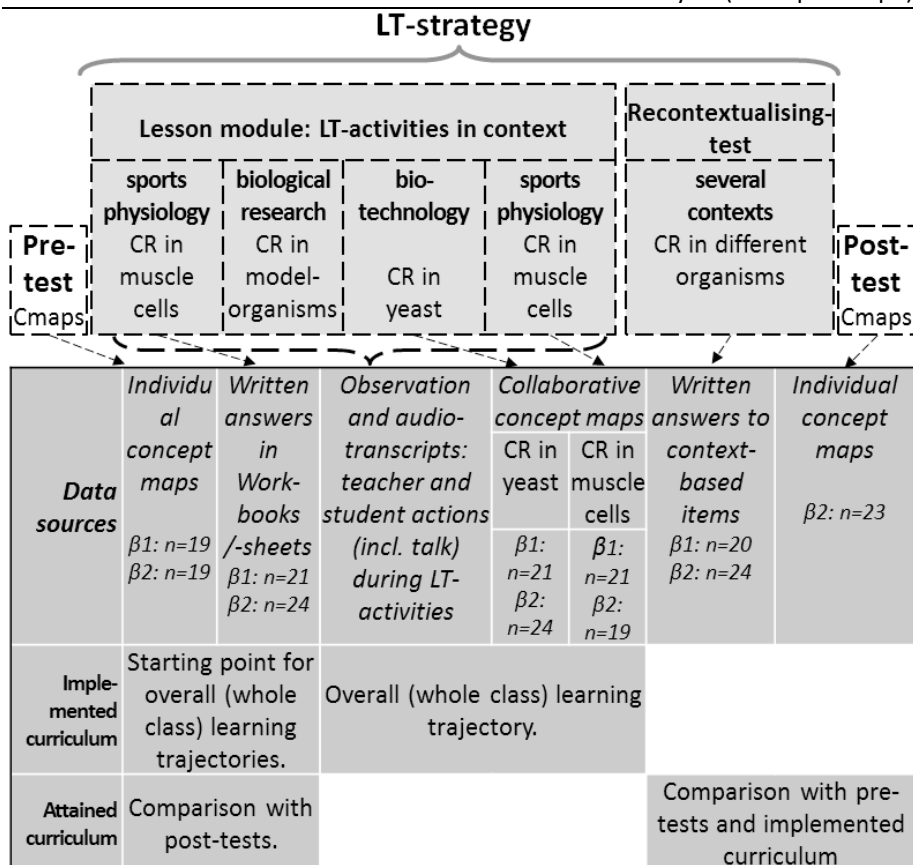 LT-strategy
Lesson module: LT-activities in context
Recontextualising-
test
sports
physiology
CR in
muscle
cells
biological
research
CR in
model-
organisms
bio-
technology
CR in
yeast
sports
physiology
CR in
muscle
cells
several
contexts
CR in different
organisms
Pre-
test
Cmaps
Post-
test
Cmaps
Data
sources
Individu
al
concept
maps
β1: n=19
β2: n=19
Written
answers
in
Work-
books
/-sheets
β1: n=21
β2: n=24
Observation
and audio-
transcripts:
teacher and
student actions
(incl. talk)
during LT-
activities
Collaborative
concept maps
CR in
yeast
β1:
n=21
β2:
n=24
CR in
muscle
cells
β1:
n=21
β2:
n=19
Written
answers to
context-
based
items
β1: n=20
β2: n=24
Individual
concept
maps
β2: n=23
Imple-
mented
curriculum
Starting point for
overall (whole
class) learning
trajectories.
Overall (whole class) learning
trajectory.
Attained
curriculum
Comparison with
post-tests.
Comparison with pre-
tests and implemented
curriculum